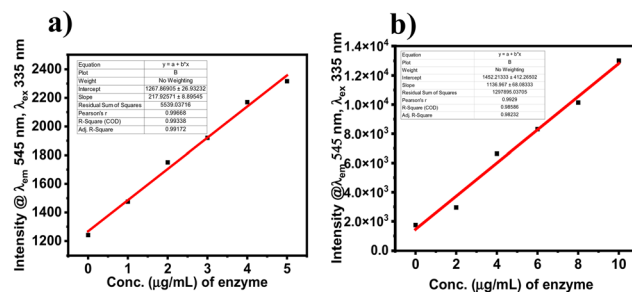 a)
Intensity @ λem 545 nm, λex 335 nm
2400
2200
2000
1800
1600
1400
1200
Equation y = a + b*x
Plot B
Weight No Weighting
Intercept 1267.86905 ± 26.93232
Slope 217.92571 ± 8.89545
Residual Sum of Squares 5539.03716
Pearson's r 0.99668
R-Square (COD) 0.99338
Adj. R-Square 0.99172
0 1 2 3 4 5
Conc. (µg/mL) of enzyme
b)
Intensity @ λem 545 nm, λex 335 nm
1.4×10⁴
1.2×10⁴
1.0×10⁴
8.0×10³
6.0×10³
4.0×10³
2.0×10³
0.0
Equation y = a + b*x
Plot B
Weight No Weighting
Intercept 1452.21333 ± 412.26502
Slope 1136.967 ± 68.08333
Residual Sum of Squares 1297895.03705
Pearson's r 0.9929
R-Square (COD) 0.98586
Adj. R-Square 0.98232
0 2 4 6 8 10
Conc. (µg/mL) of enzyme